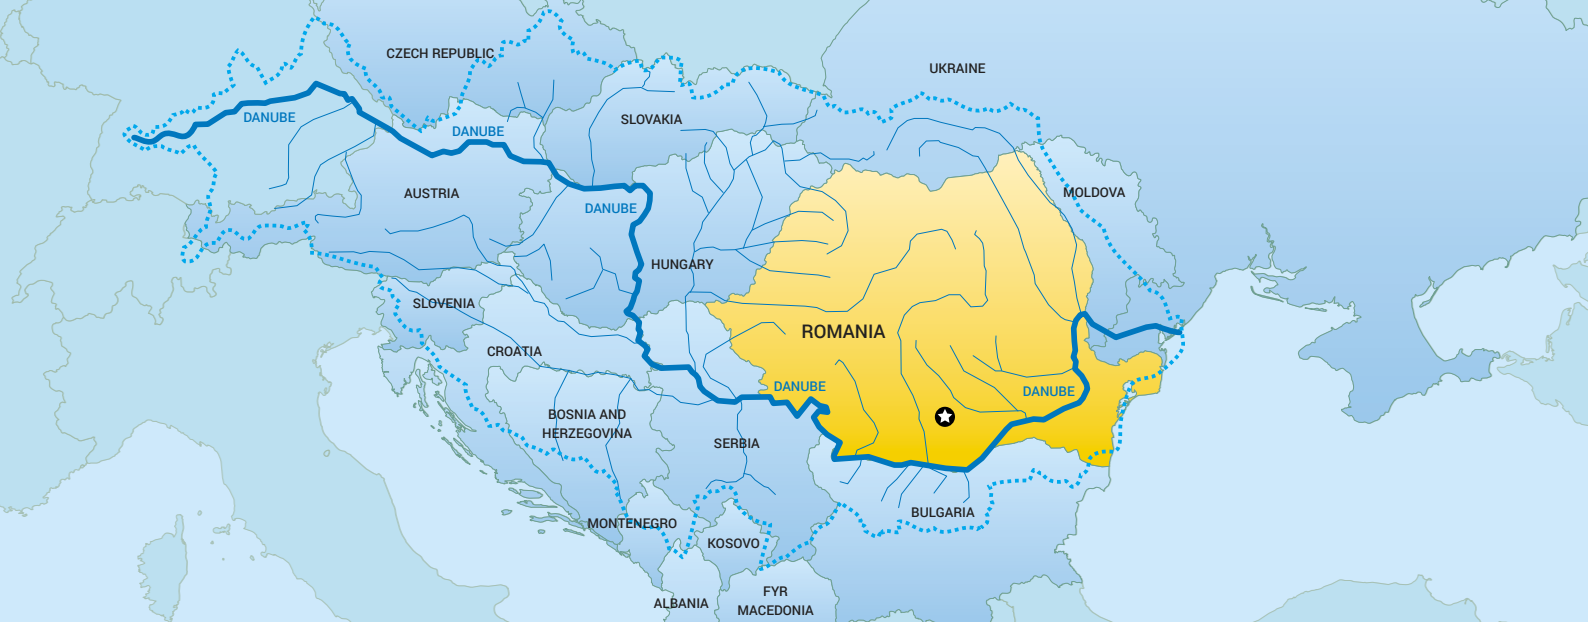 CZECH REPUBLIC
UKRAINE
DANUBE
DANUBE
SLOVAKIA
AUSTRIA
MOLDOVA
DANUBE
HUNGARY
SLOVENIA
ROMANIA
CROATIA
DANUBE
DANUBE
BOSNIA AND
HERZEGOVINA
SERBIA
BULGARIA
MONTENEGRO
KOSOVO
ALBANIA
FYR
MACEDONIA